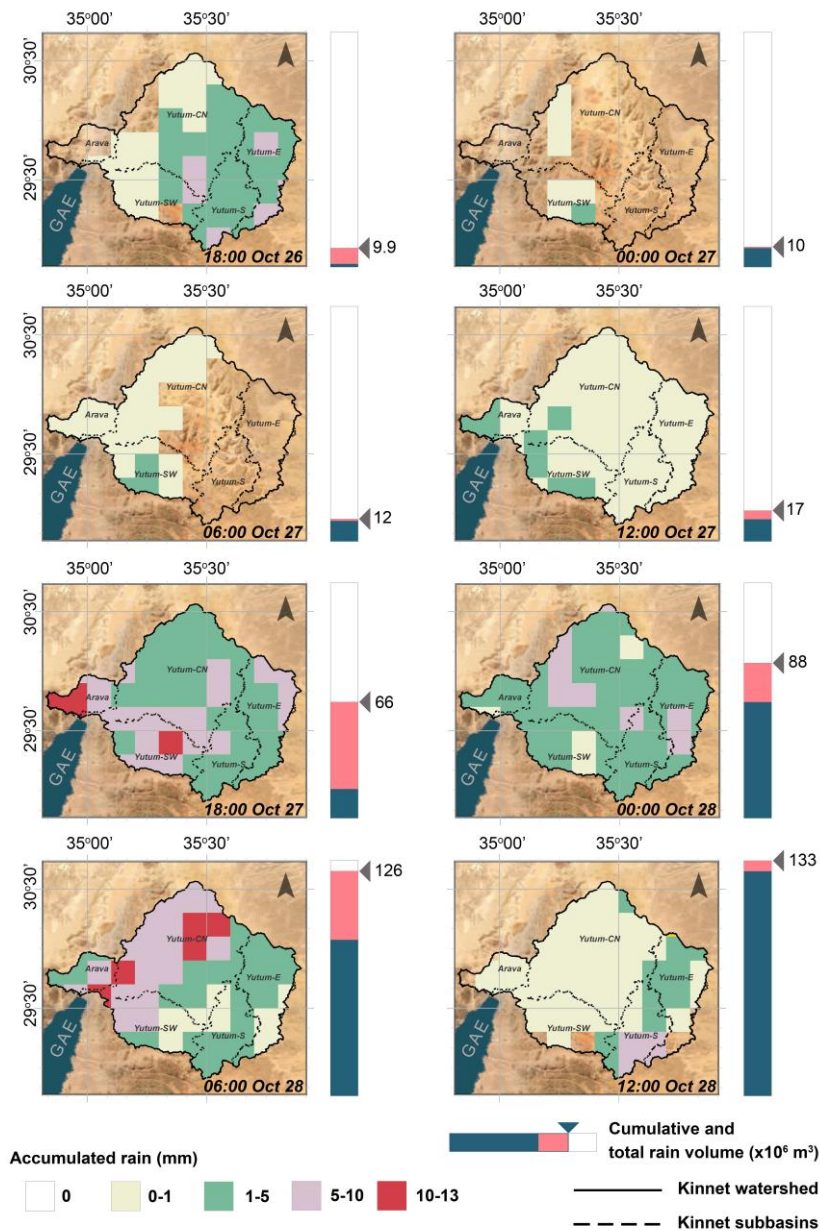 35°00' 35°30' 35°00' 35°30'
30°30'
29°30'
Arava
Yutum-CN
Yutum-E
Yutum-SW
Yutum-S
GAE
18:00 Oct 26
9.9
30°30'
29°30'
Yutum-CN
Arava
Yutum-E
Yutum-SW
Yutum-S
GAE
00:00 Oct 27
10
30°30'
29°30'
Yutum-CN
Arava
Yutum-E
Yutum-SW
Yutum-S
GAE
06:00 Oct 27
12
Yutum-CN
Arava
Yutum-E
Yutum-SW
Yutum-S
GAE
12:00 Oct 27
17
35°00' 35°30' 35°00' 35°30'
30°30'
29°30'
Yutum-CN
Arava
Yutum-E
Yutum-SW
Yutum-S
GAE
18:00 Oct 27
66
Yutum-CN
Arava
Yutum-E
Yutum-SW
Yutum-S
GAE
00:00 Oct 28
88
35°00' 35°30' 35°00' 35°30'
30°30'
29°30'
Yutum-CN
Arava
Yutum-E
Yutum-SW
Yutum-S
GAE
06:00 Oct 28
126
Yutum-CN
Arava
Yutum-E
Yutum-SW
Yutum-S
GAE
12:00 Oct 28
133
Cumulative and
total rain volume (x10⁶ m³)
Accumulated rain (mm)
0 0-1 1-5 5-10 10-13
Kinnet watershed
Kinnet subbasins